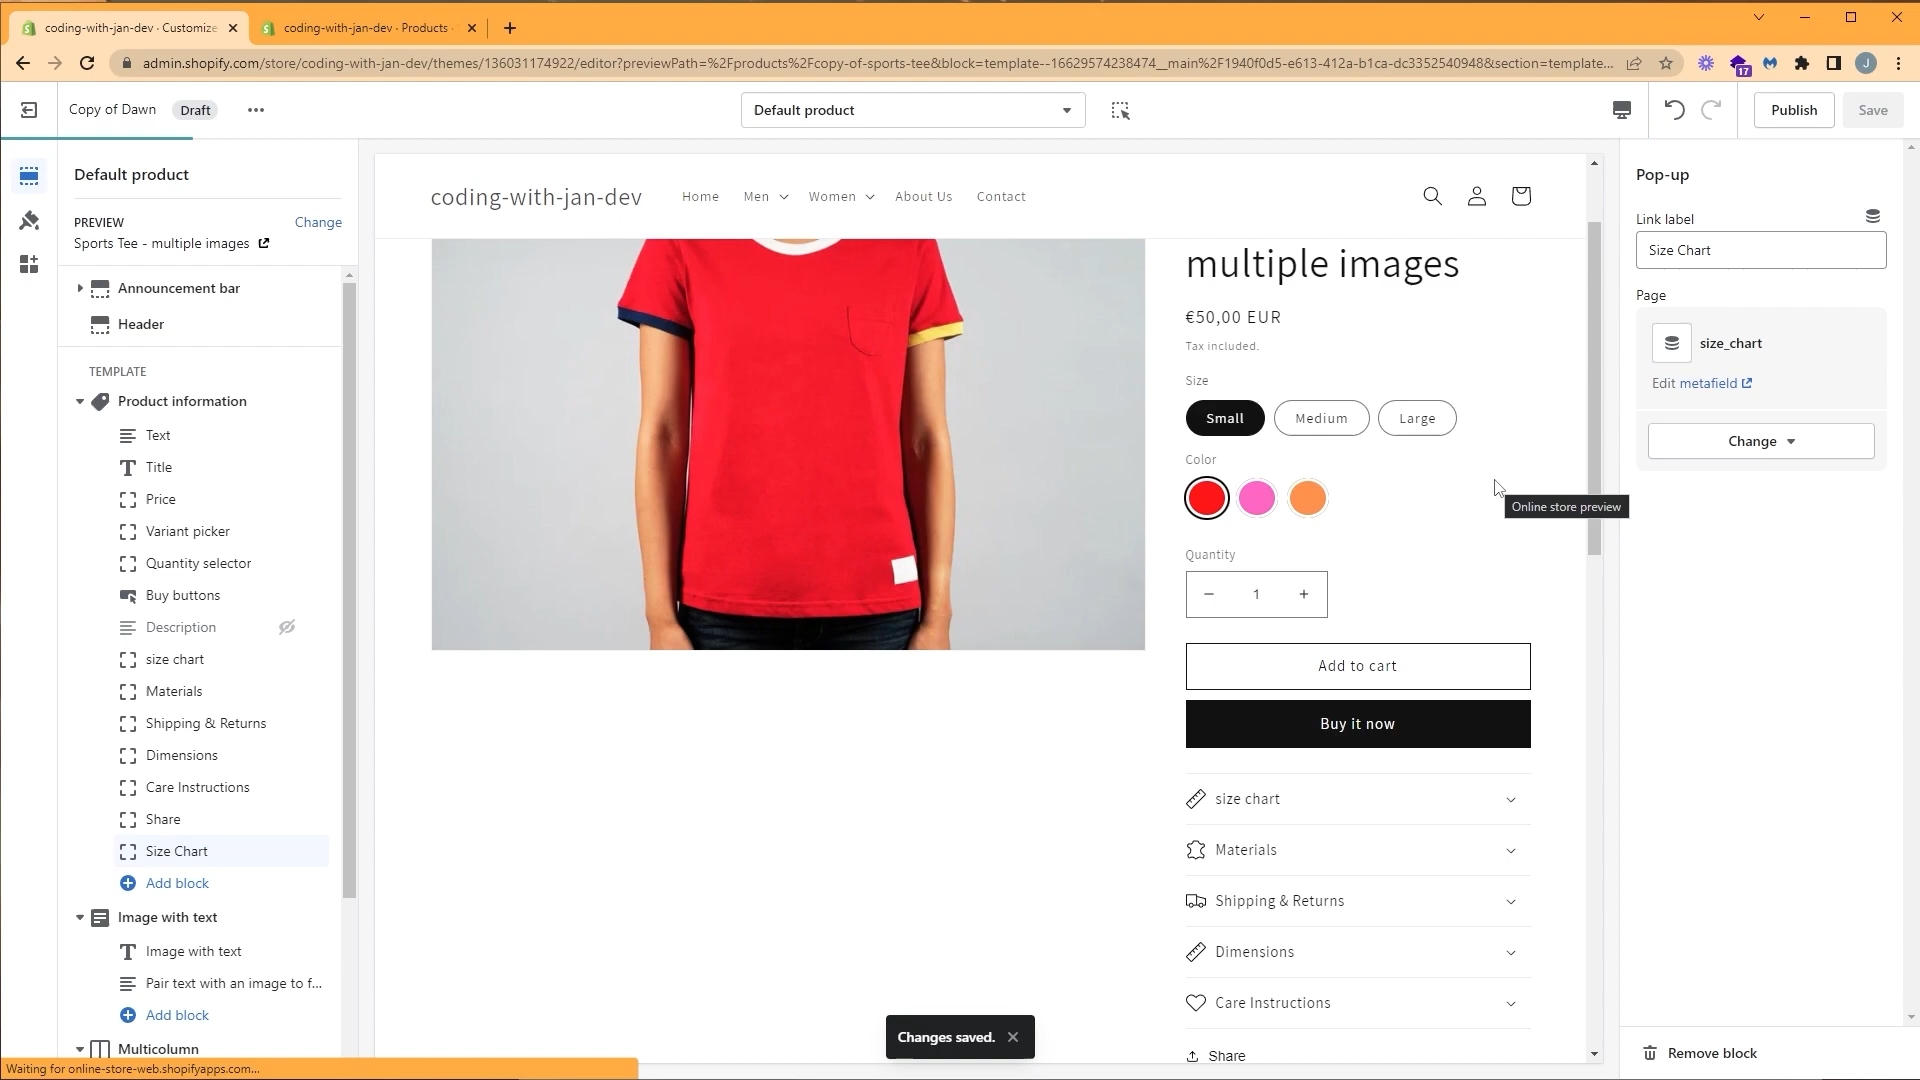 coding-with-jan-dev · Customize
coding-with-jan-dev · Products ·
admin.shopify.com/store/coding-with-jan-dev/themes/136031174922/editor?previewPath=%2Fproducts%2Fcopy-of-sports-tee&block=template--16629574238474__main%2F1940f0d5-e613-412a-b1ca-dc3352540948&section=template...
17
J
Copy of Dawn
Draft
Default product
Publish
Save
Default product
PREVIEW
Change
Sports Tee - multiple images
Announcement bar
Header
TEMPLATE
Product information
Text
Title
Price
Variant picker
Quantity selector
Buy buttons
Description
size chart
Materials
Shipping & Returns
Dimensions
Care Instructions
Share
Size Chart
Add block
Image with text
Image with text
Pair text with an image to f...
Add block
Multicolumn
Waiting for online-store-web.shopifyapps.com...
coding-with-jan-dev
Home
Men
Women
About Us
Contact
multiple images
€50,00 EUR
Tax included.
Size
Small
Medium
Large
Color
Quantity
1
Add to cart
Buy it now
size chart
Materials
Shipping & Returns
Dimensions
Care Instructions
Share
Changes saved.
Online store preview
Pop-up
Link label
Size Chart
Page
size_chart
Edit metafield
Change
Remove block